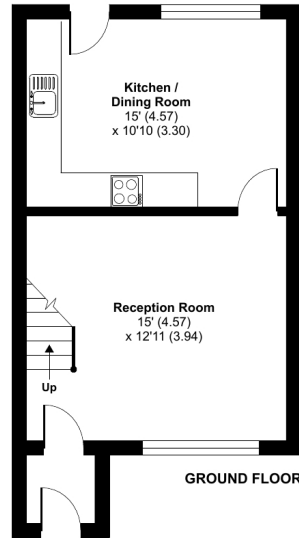 Kitchen /
Dining Room
15' (4.57)
x 10'10 (3.30)
Reception Room
15' (4.57)
x 12'11 (3.94)
Up
GROUND FLOOR